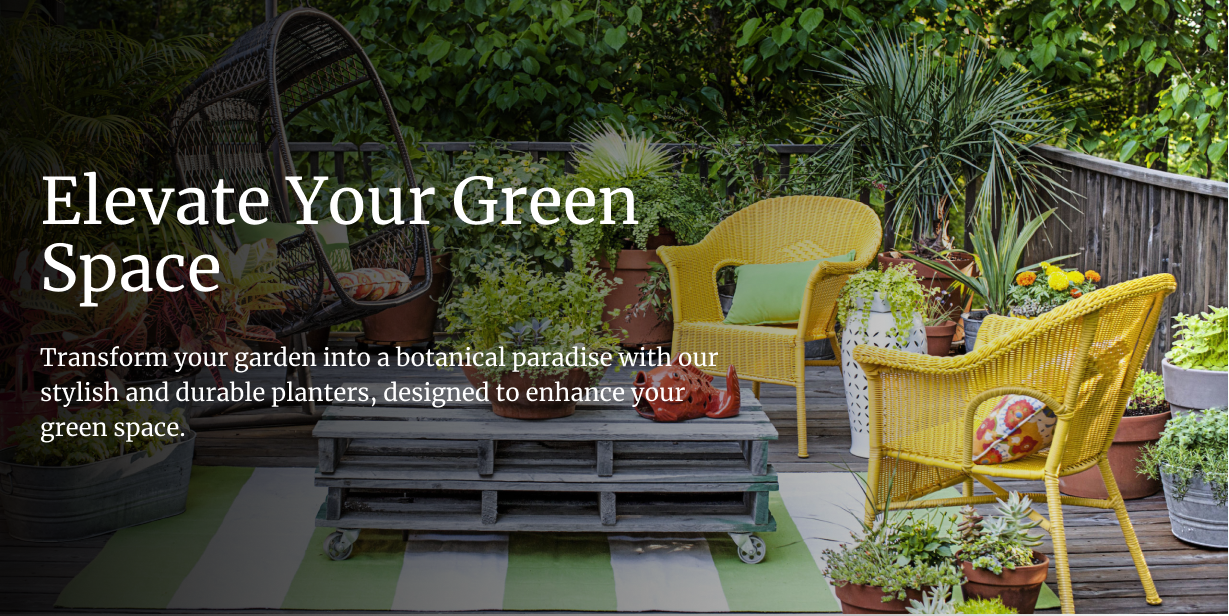 Elevate Your Green
Space
Transform your garden into a botanical paradise with our
stylish and durable planters, designed to enhance your
green space.